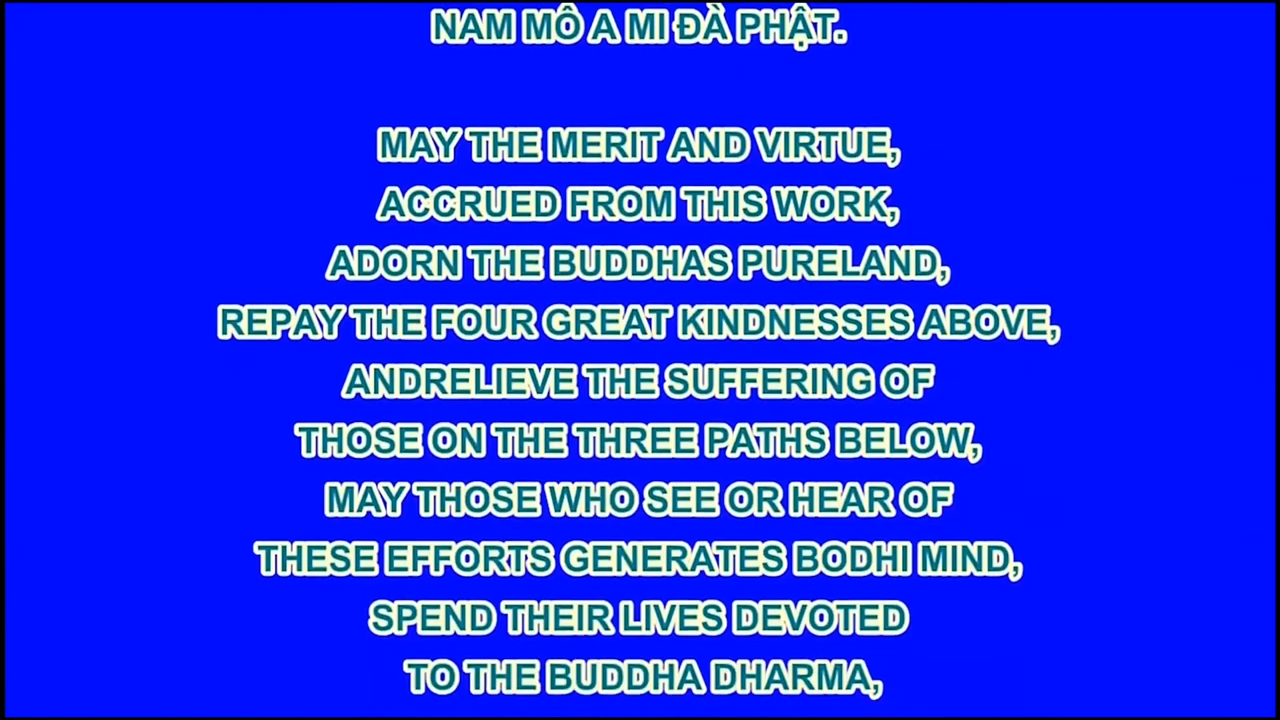 NAM MÔ A MI ĐÀ PHẬT.
MAY THE MERIT AND VIRTUE,
ACCRUED FROM THIS WORK,
ADORN THE BUDDHAS PURELAND,
REPAY THE FOUR GREAT KINDNESSES ABOVE,
ANDRELIEVE THE SUFFERING OF
THOSE ON THE THREE PATHS BELOW,
MAY THOSE WHO SEE OR HEAR OF
THESE EFFORTS GENERATES BODHI MIND,
SPEND THEIR LIVES DEVOTED
TO THE BUDDHA DHARMA,